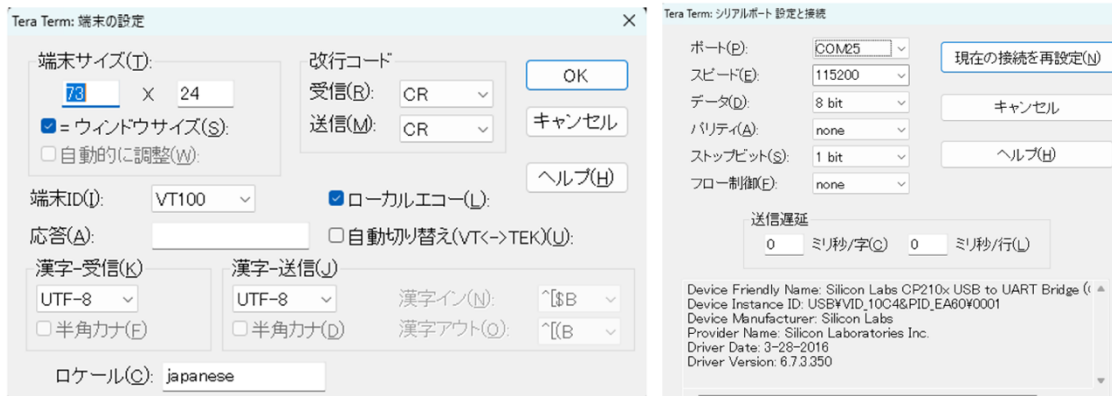 Tera Term: 端末の設定
端末サイズ(T):
73 X 24
= ウィンドウサイズ(S):
自動的に調整(W):
改行コード
受信(R): CR
送信(M): CR
OK
キャンセル
ヘルプ(H)
端末ID(I): VT100
ローカルエコー(L):
応答(A):
自動切り替え(VT<->TEK)(U):
漢字-受信(K)
UTF-8
半角カナ(F)
漢字-送信(J)
UTF-8
半角カナ(D)
漢字イン(N): ^[$B
漢字アウト(O): ^[(B
ロケール(C): japanese
Tera Term: シリアルポート 設定と接続
ポート(P): COM25
スピード(E): 115200
データ(D): 8 bit
パリティ(A): none
ストップビット(S): 1 bit
フロー制御(F): none
現在の接続を再設定(N)
キャンセル
ヘルプ(H)
送信遅延
0 ミリ秒/字(C) 0 ミリ秒/行(L)
Device Friendly Name: Silicon Labs CP210x USB to UART Bridge (
Device Instance ID: USB¥VID_10C4&PID_EA60¥0001
Device Manufacturer: Silicon Labs
Provider Name: Silicon Laboratories Inc.
Driver Date: 3-28-2016
Driver Version: 6.7.3.350